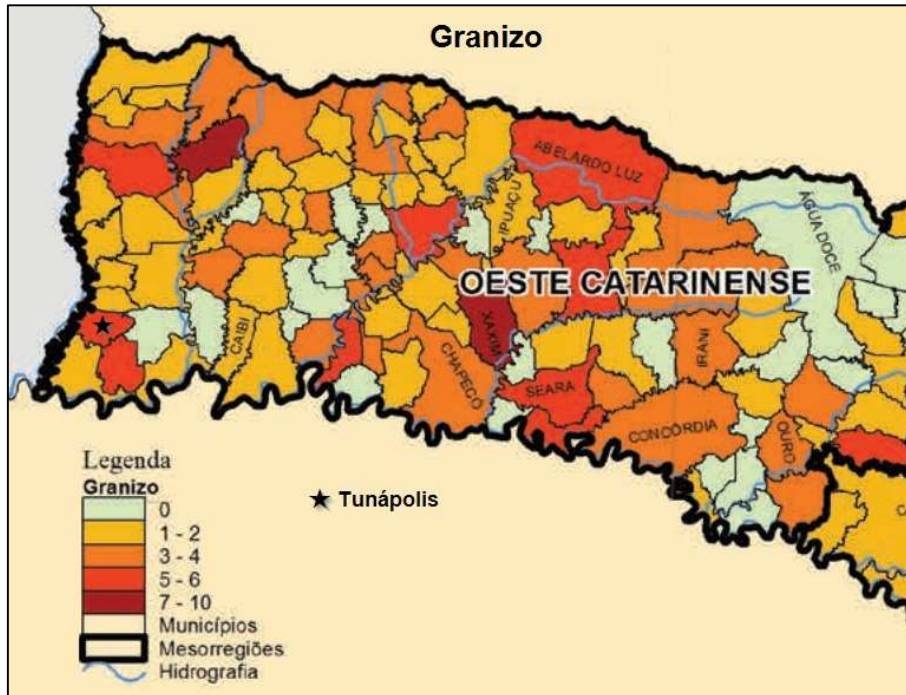 Granizo
ABELARDO LUZ
ÁGUA DOCE
IPUAÇU
OESTE CATARINENSE
XAXIM
CAIBI
CHAPECÓ
IRANI
SEARA
CONCÓRDIA
OURO
Legenda
Granizo
0
1 - 2
3 - 4
5 - 6
7 - 10
Municípios
Mesorregiões
Hidrografia
Tunápolis